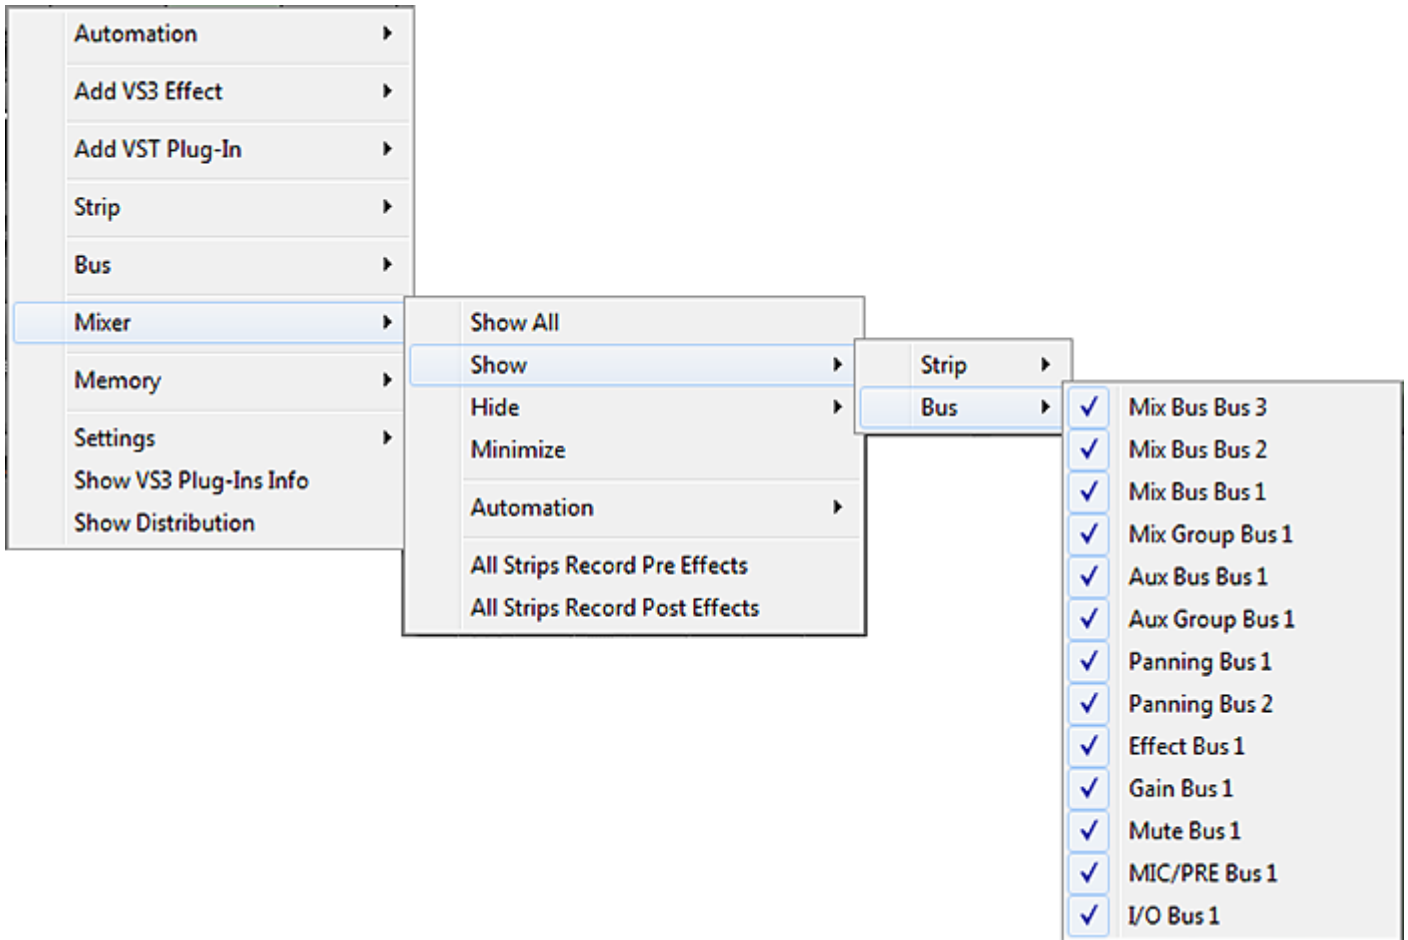 Automation
Add VS3 Effect
Add VST Plug-In
Strip
Bus
Mixer
Memory
Settings
Show VS3 Plug-Ins Info
Show Distribution
Show All
Show
Hide
Minimize
Automation
All Strips Record Pre Effects
All Strips Record Post Effects
Strip
Bus
Mix Bus Bus 3
Mix Bus Bus 2
Mix Bus Bus 1
Mix Group Bus 1
Aux Bus Bus 1
Aux Group Bus 1
Panning Bus 1
Panning Bus 2
Effect Bus 1
Gain Bus 1
Mute Bus 1
MIC/PRE Bus 1
I/O Bus 1